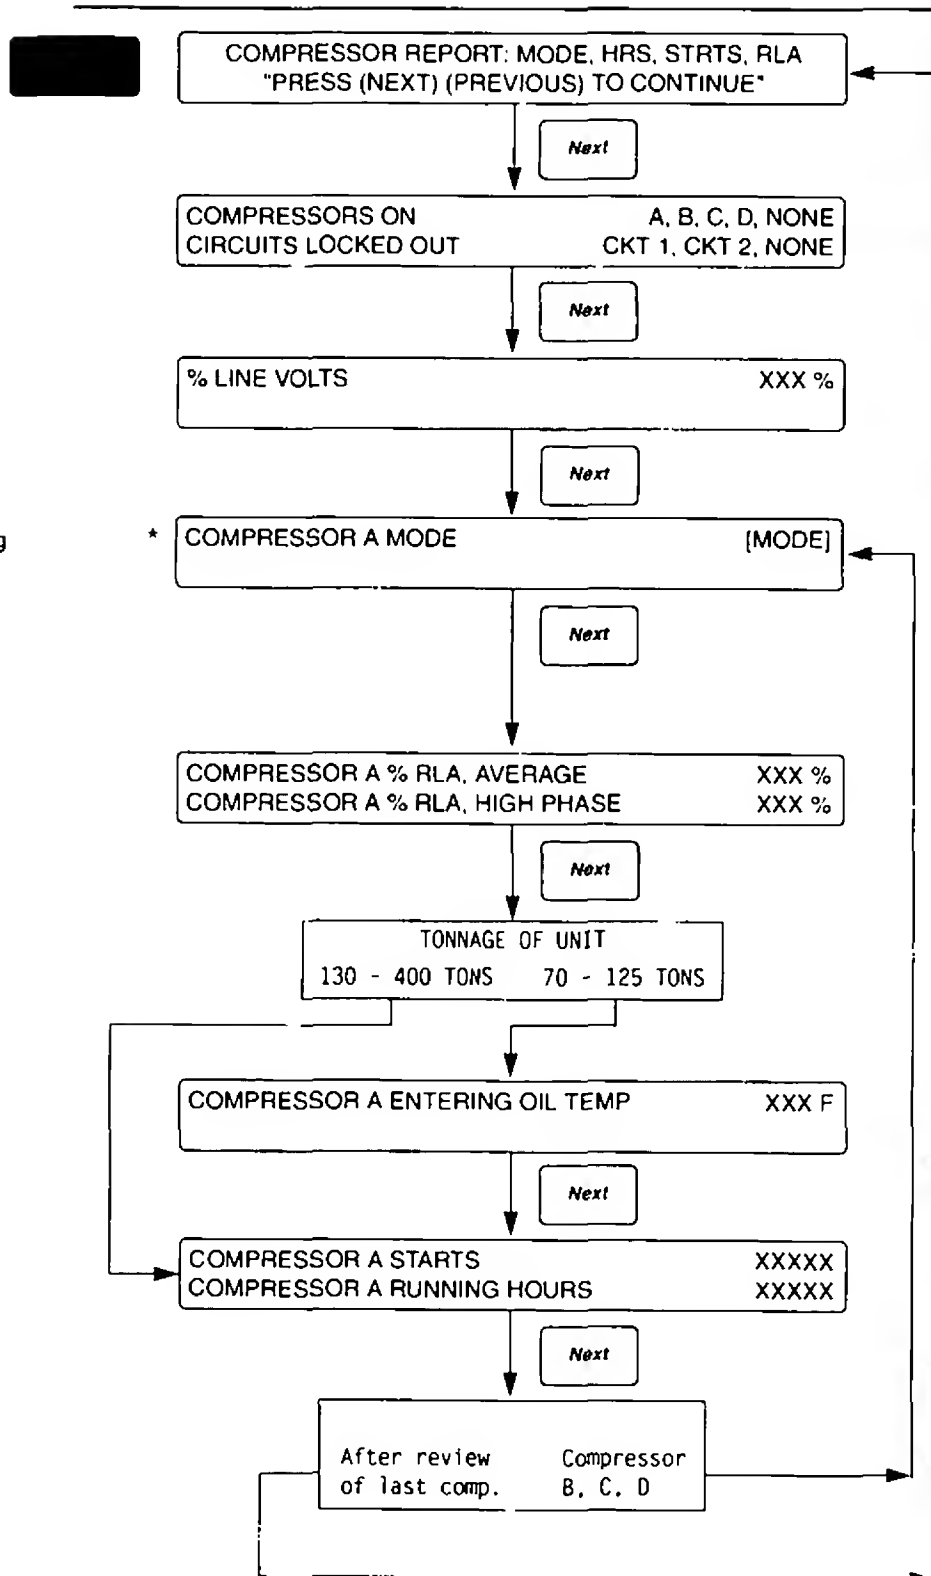 COMPRESSOR REPORT: MODE, HRS, STRTS, RLA
"PRESS (NEXT) (PREVIOUS) TO CONTINUE"
Next
COMPRESSORS ON A, B, C, D, NONE
CIRCUITS LOCKED OUT CKT 1, CKT 2, NONE
Next
% LINE VOLTS XXX %
Next
g * COMPRESSOR A MODE [MODE]
Next
COMPRESSOR A % RLA, AVERAGE XXX %
COMPRESSOR A % RLA, HIGH PHASE XXX %
Next
TONNAGE OF UNIT
130 - 400 TONS 70 - 125 TONS
COMPRESSOR A ENTERING OIL TEMP XXX F
Next
COMPRESSOR A STARTS XXXXX
COMPRESSOR A RUNNING HOURS XXXXX
Next
After review Compressor
of last comp. B, C, D